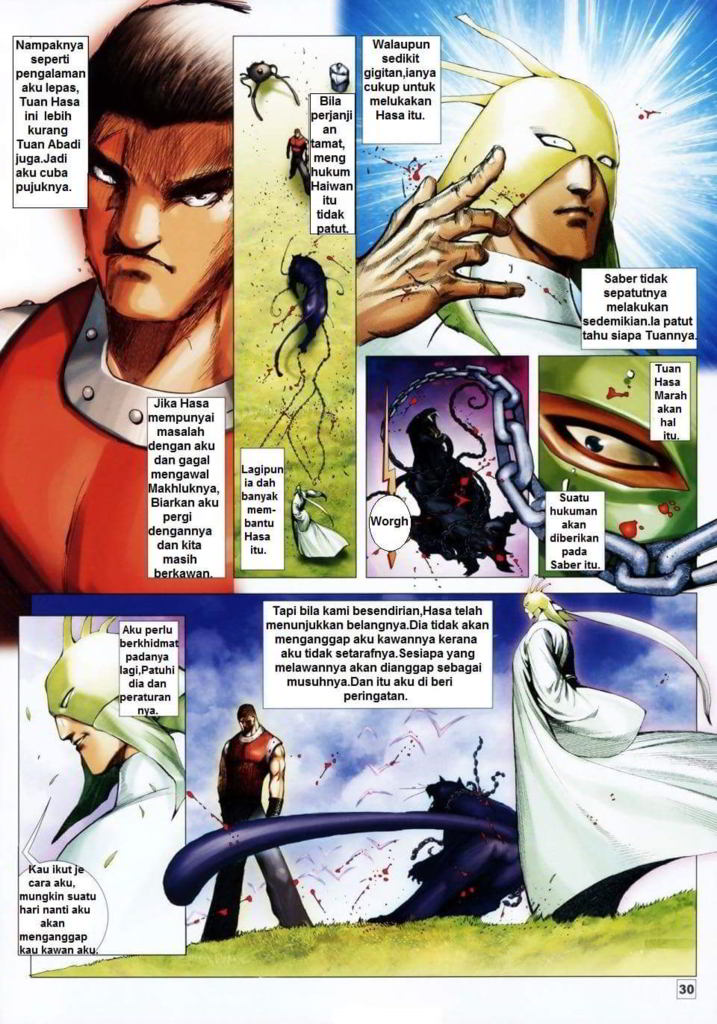 Nampaknya
seperti
pengalaman
aku lepas,
Tuan Hasa
ini lebih
kurang
Tuan Abadi
juga.Jadi
aku cuba
pujuknya.
Bila
perjanji
an
tamat,
meng
hukum
Haiwan
itu
tidak
patut.
Walaupun
sedikit
gigitan,ianya
cukup untuk
melukakan
Hasa itu.
Saber tidak
sepatutnya
melakukan
sedemikian.Ia patut
tahu siapa Tuannya.
Jika Hasa
mempunyai
masalah
dengan aku
dan gagal
mengawal
Makhluknya,
Biarkan aku
pergi
dengannya
dan kita
masih
berkawan.
Lagipun
ia dah
banyak
mem-
bantu
Hasa
itu.
Worgh
Tuan
Hasa
Marah
akan
hal
itu.
Suatu
hukuman
akan
diberikan
pada
Saber itu.
Aku perlu
berkhidmat
padanya
lagi,Patuhi
dia dan
peraturan
nya.
Tapi bila kami besendirian,Hasa telah
menunjukkan belangnya.Dia tidak akan
menganggap aku kawannya kerana
aku tidak setarafnya.Sesiapa yang
melawannya akan dianggap sebagai
musuhnya.Dan itu aku di beri
peringatan.
Kau ikut je
cara aku,
mungkin suatu
hari nanti aku
akan
menganggap
kau kawan aku.
30